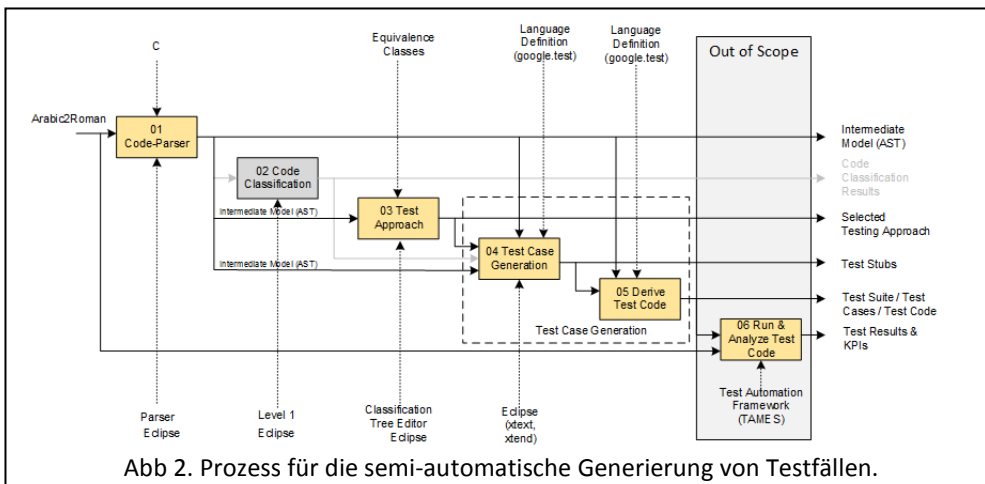 C
Equivalence
Classes
Language
Definition
(google.test)
Language
Definition
(google.test)
Out of Scope
Arabic2Roman
01
Code-Parser
Intermediate
Model (AST)
02 Code
Classification
Code
Classification
Results
Intermediate Model (AST)
03 Test
Approach
Selected
Testing Approach
04 Test Case
Generation
Intermediate Model (AST)
Test Stubs
05 Derive
Test Code
Test Suite / Test
Cases / Test Code
Test Case Generation
06 Run &
Analyze Test
Code
Test Results &
KPIs
Parser
Eclipse
Level 1
Eclipse
Classification
Tree Editor
Eclipse
Eclipse
(xtext,
xtend)
Test Automation
Framework
(TAMES)
Abb 2. Prozess für die semi-automatische Generierung von Testfällen.